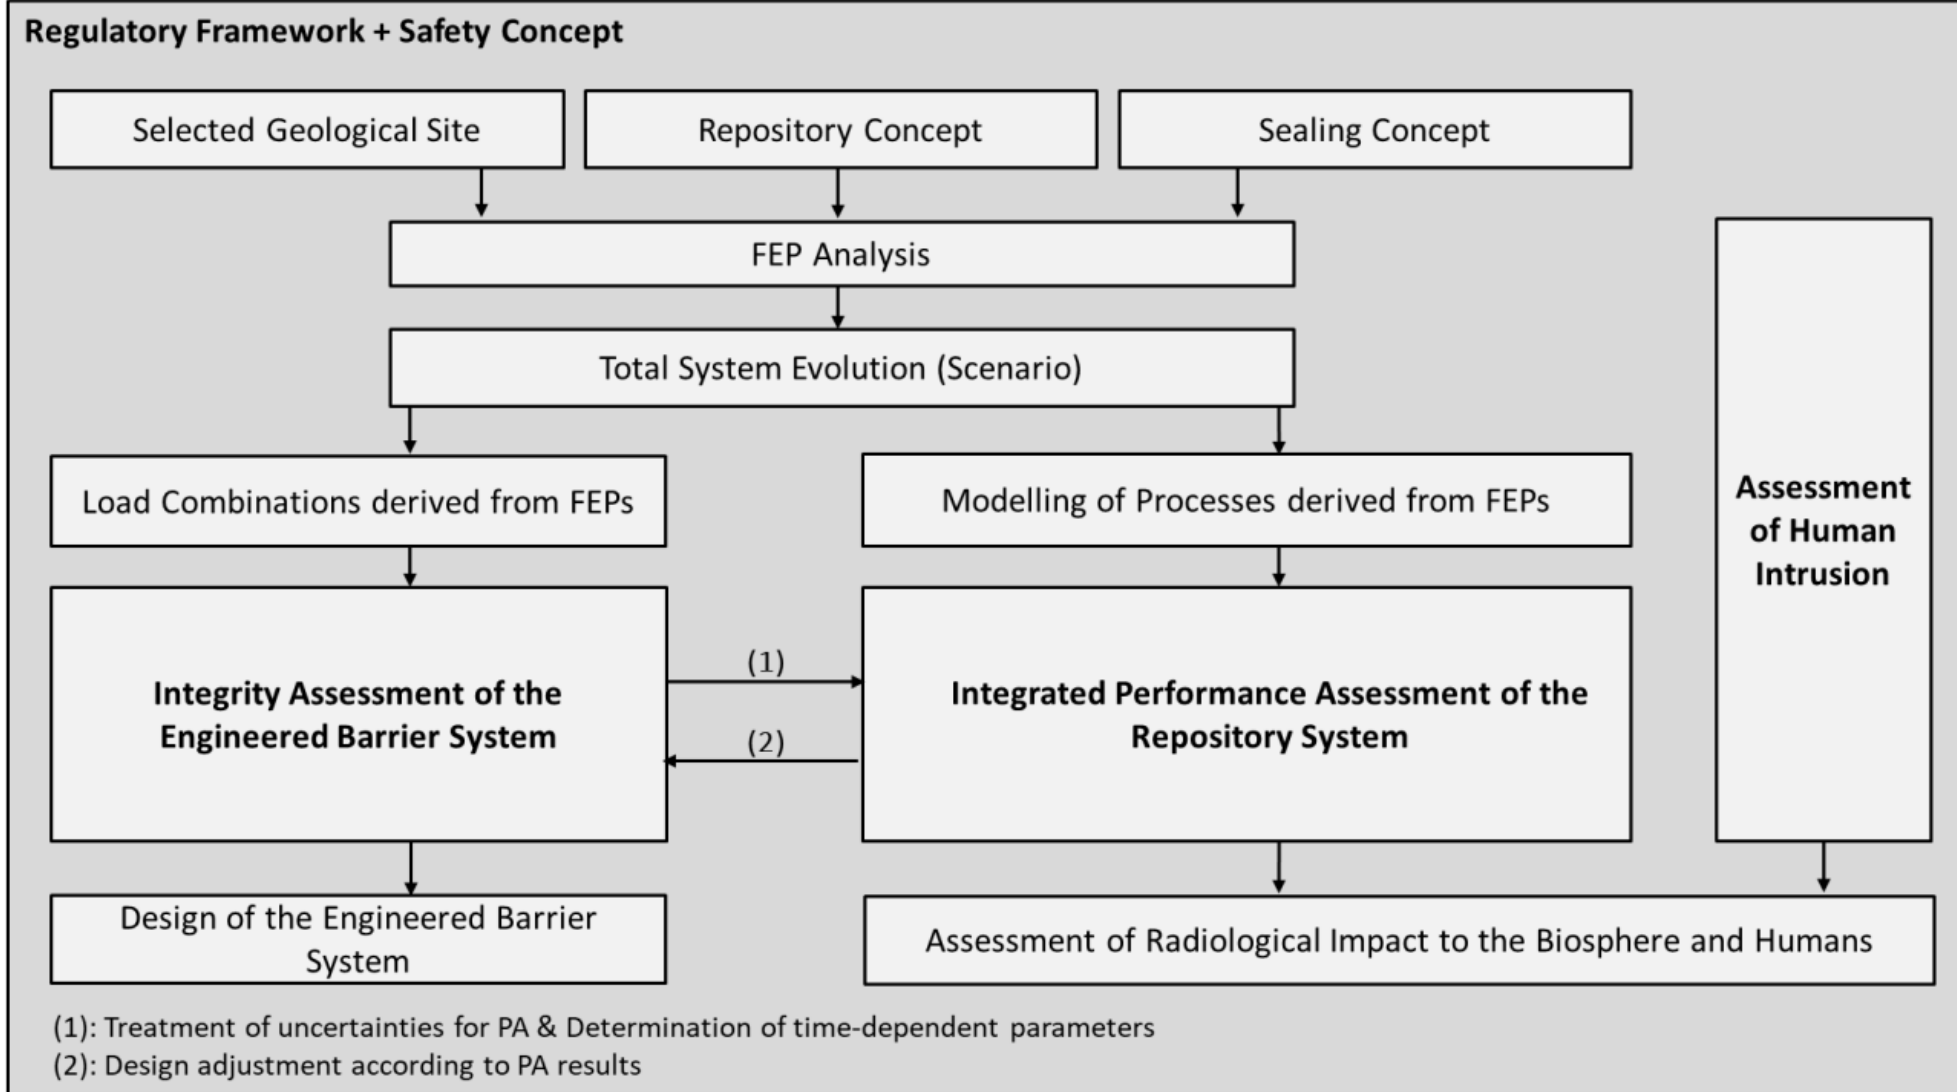 Regulatory Framework + Safety Concept
Selected Geological Site
Repository Concept
Sealing Concept
FEP Analysis
Total System Evolution (Scenario)
Load Combinations derived from FEPs
Modelling of Processes derived from FEPs
Assessment
of Human
Intrusion
Integrity Assessment of the
Engineered Barrier System
(1)
(2)
Integrated Performance Assessment of the
Repository System
Design of the Engineered Barrier
System
Assessment of Radiological Impact to the Biosphere and Humans
(1): Treatment of uncertainties for PA & Determination of time-dependent parameters
(2): Design adjustment according to PA results